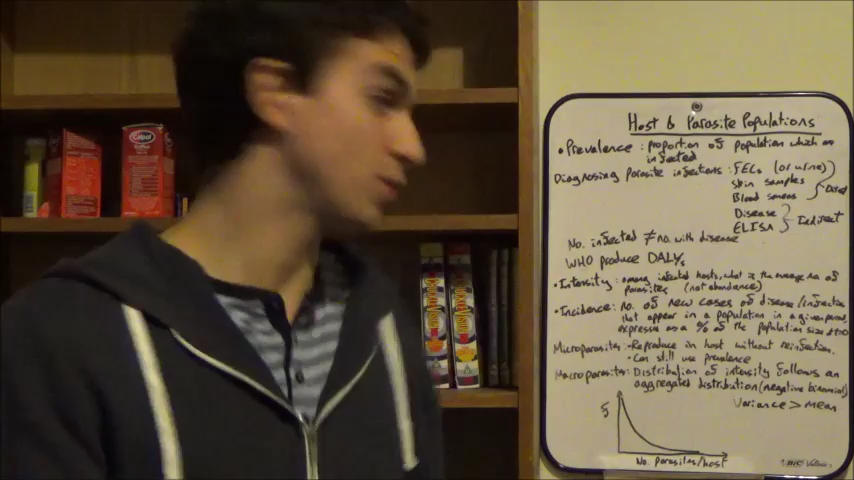 Calpol
Host & Parasite Populations
• Prevalence : proportion of population which are
infected
Diagnosing Parasite infections : FECs (or urine)
Skin samples
Blood smears
Direct
Disease
ELISA
Indirect
No. infected ≠ no. with disease
WHO produce DALYs
• Intensity : among infected hosts, what is the average no. of
parasites (not abundance)
• Incidence : no. of new cases of disease/infection
that appear in a population in a given period,
expressed as a % of the population size at t=0
Microparasites : • Reproduce in host without reinfection.
• Can still use prevalence
Macroparasites : Distribution of intensity follows an
aggregated distribution (negative binomial)
Variance > mean
f
No. parasites/host